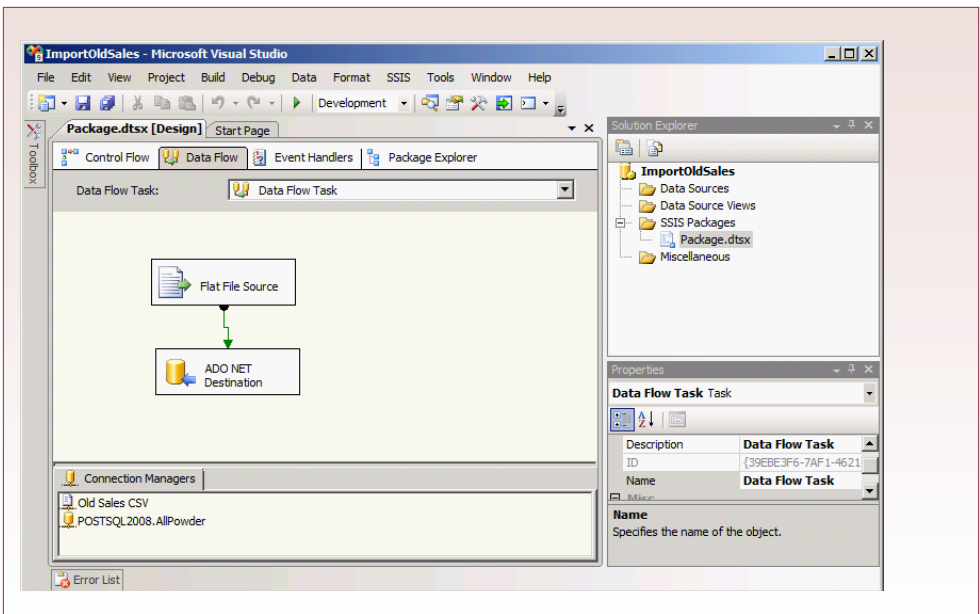 ImportOldSales - Microsoft Visual Studio
File Edit View Project Build Debug Data Format SSIS Tools Window Help
Development
Toolbox
Package.dtsx [Design] Start Page
Control Flow Data Flow Event Handlers Package Explorer
Data Flow Task: Data Flow Task
Flat File Source
ADO NET
Destination
Connection Managers
Old Sales CSV
POSTSQL2008.AllPowder
Error List
Solution Explorer
ImportOldSales
Data Sources
Data Source Views
SSIS Packages
Package.dtsx
Miscellaneous
Properties
Data Flow Task Task
Description Data Flow Task
ID {39EBE3F6-7AF1-4621
Name Data Flow Task
Misc
Name
Specifies the name of the object.